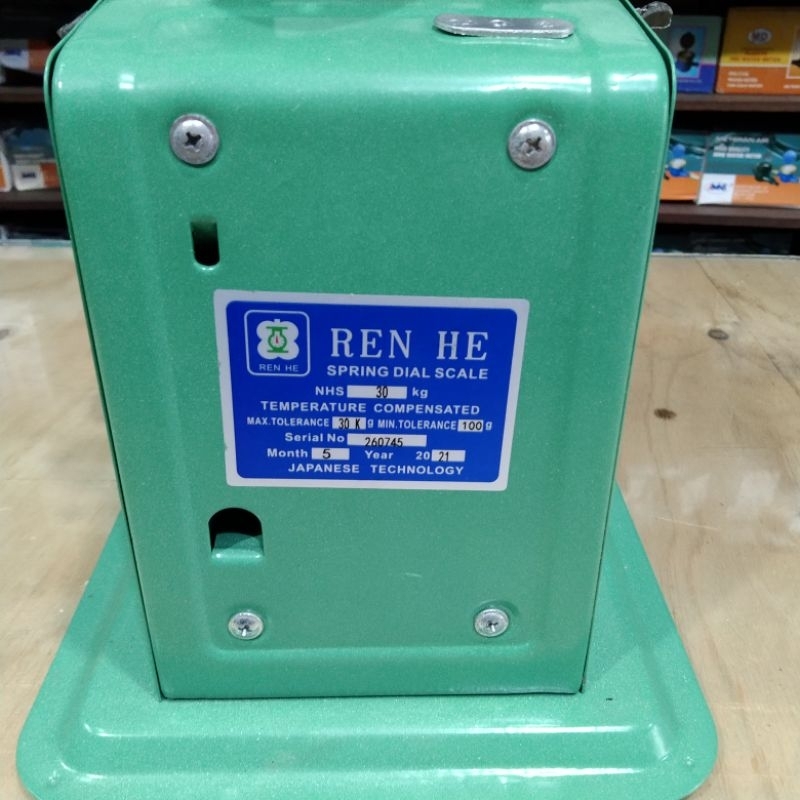 REN HE
REN HE
SPRING DIAL SCALE
NHS 30 kg
TEMPERATURE COMPENSATED
MAX.TOLERANCE 30 K g MIN.TOLERANCE 100 g
Serial No 260745
Month 5 Year 20 21
JAPANESE TECHNOLOGY